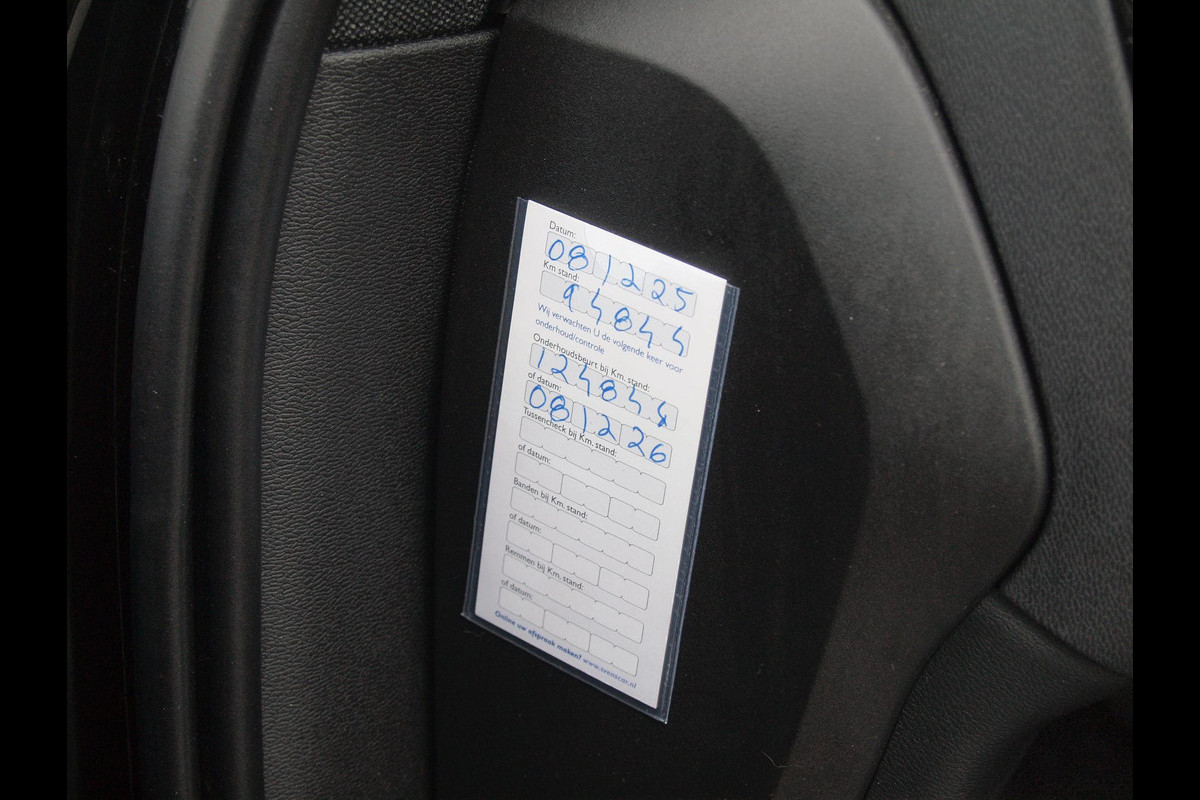 Datum:
081225
Km stand:
94844
Wij verwachten U de volgende keer voor
onderhoud/controle
Onderhoudsbeurt bij Km. stand:
124844
of datum:
081226
Tussencheck bij Km. stand:
of datum:
Banden bij Km. stand:
of datum:
Remmen bij Km. stand:
of datum:
Online uw afspraak maken? www.svenscar.nl